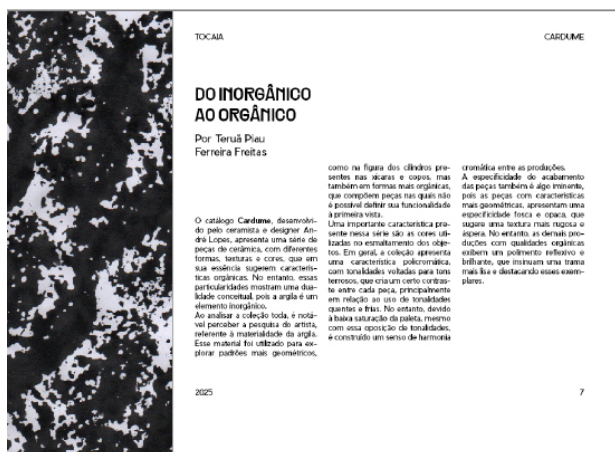 TOCAIA
CARDUME
DO INORGÂNICO
AO ORGÂNICO
Por Teruã Piau
Ferreira Freitas
O catálogo Cardume, desenvolvi-
do pelo ceramista e designer An-
dré Lopes, apresenta uma série de
peças de cerâmica, com diferentes
formas, texturas e cores, que em
sua essência sugerem caracterís-
ticas orgânicas. No entanto, essas
particularidades mostram uma dua-
lidade conceitual, pois a argila é um
elemento inorgânico.
Ao analisar a coleção toda, é notá-
vel perceber a pesquisa do artista,
referente à materialidade da argila.
Esse material foi utilizado para ex-
plorar padrões mais geométricos,
como na figura dos cilindros pre-
sentes nas xícaras e copos, mas
também em formas mais orgânicas,
que compõem peças nas quais não
é possível definir sua funcionalidade
à primeira vista.
Uma importante característica pre-
sente nessa série são as cores uti-
lizadas no esmaltamento dos obje-
tos. Em geral, a coleção apresenta
uma característica policromática,
com tonalidades voltadas para tons
terrosos, que cria um certo contras-
te entre cada peça, principalmente
em relação ao uso de tonalidades
quentes e frias. No entanto, devido
à baixa saturação da paleta, mesmo
com essa oposição de tonalidades,
é construído um senso de harmonia
cromática entre as produções.
A especificidade do acabamento
das peças também é algo iminente,
pois as peças com características
mais geométricas, apresentam uma
especificidade fosca e opaca, que
sugere uma textura mais rugosa e
áspera. No entanto, as demais pro-
duções com qualidades orgânicas
exibem um polimento reflexivo e
brilhante, que insinuam uma trama
mais lisa e destacando esses exem-
plares.
2025
7